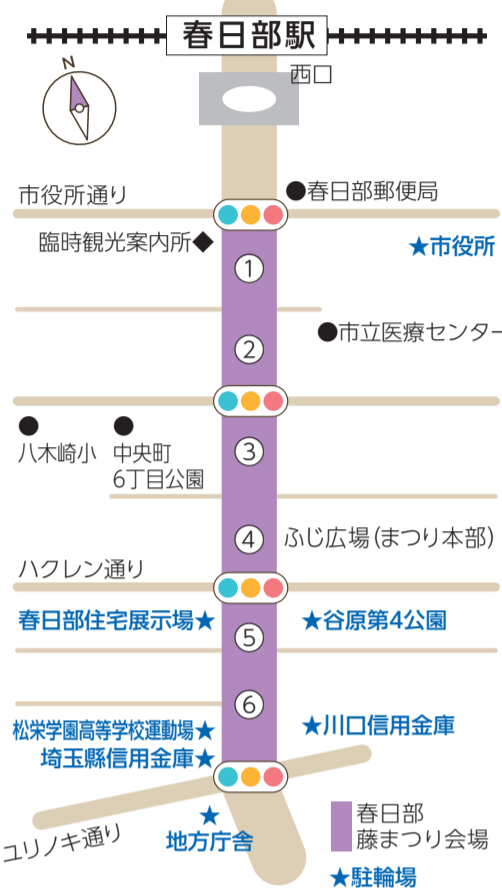 春日部駅
N
西口
市役所通り
●春日部郵便局
臨時観光案内所◆
★市役所
①
②
●市立医療センター
③
八木崎小
中央町
6丁目公園
④
ふじ広場(まつり本部)
ハクレン通り
春日部住宅展示場★
★谷原第4公園
⑤
⑥
松栄学園高等学校運動場★
★川口信用金庫
埼玉縣信用金庫★
ユリノキ通り
★
地方庁舎
春日部
藤まつり会場
★駐輪場